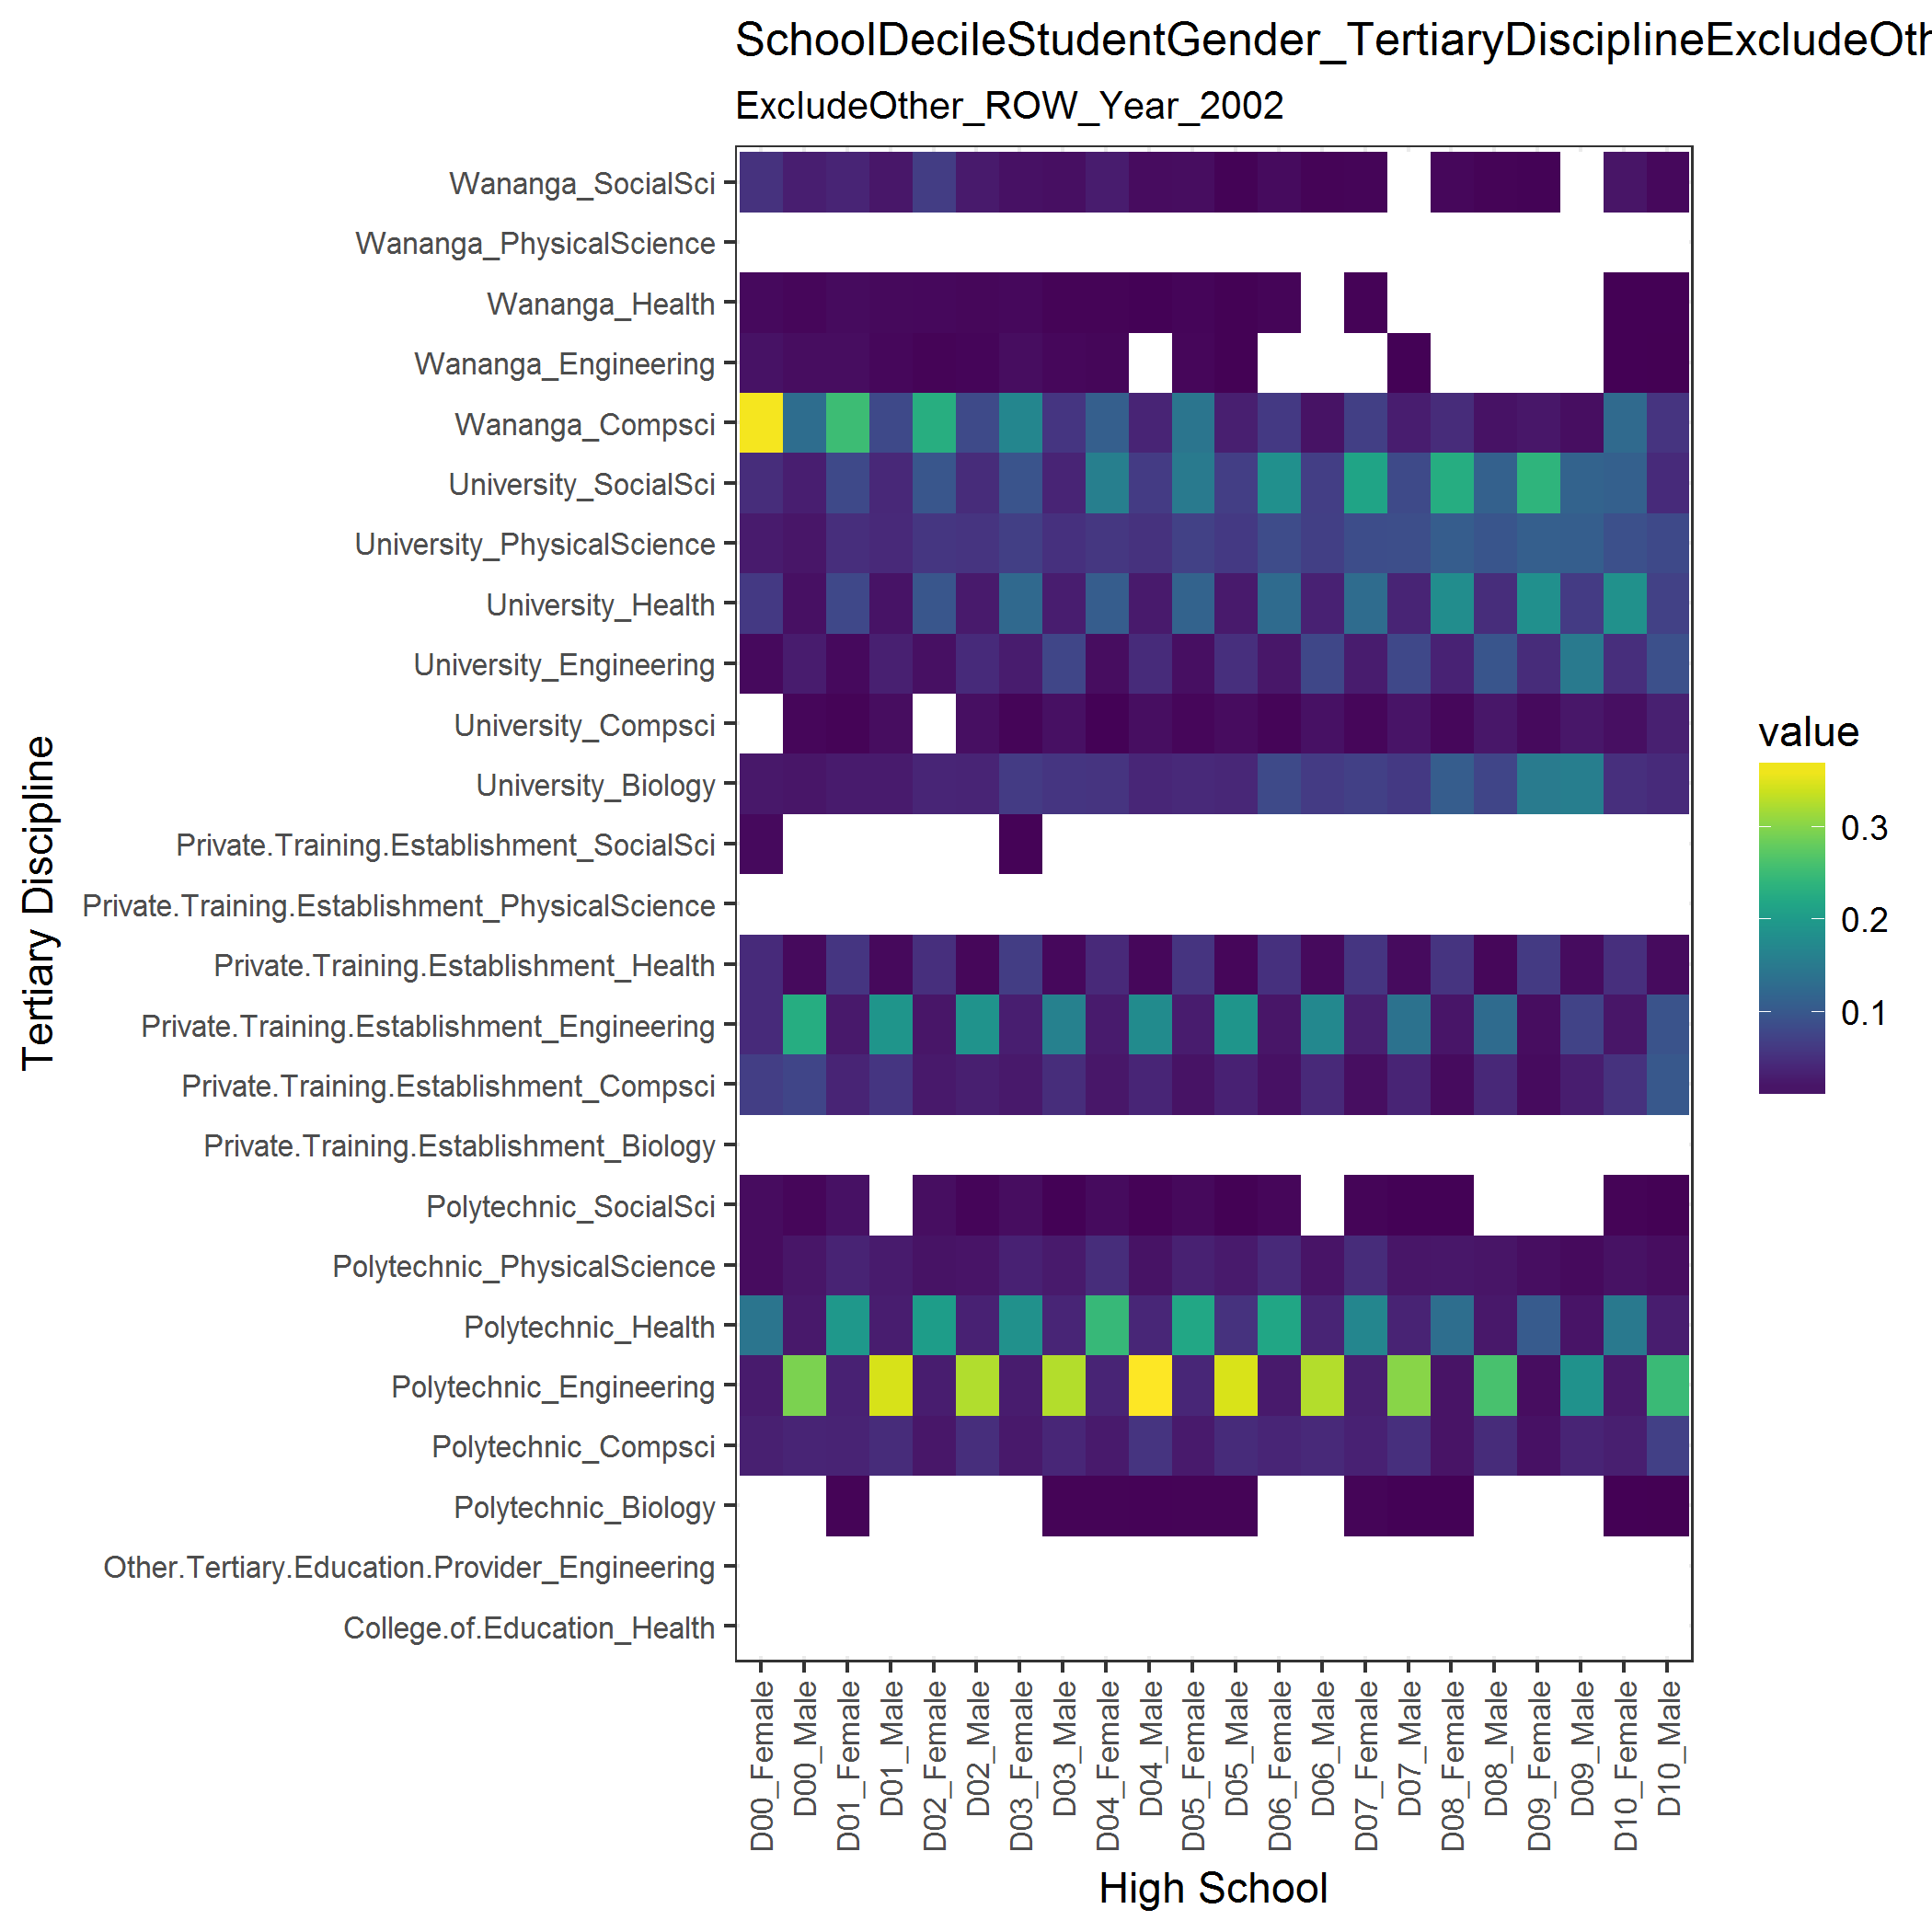 SchoolDecileStudentGender_TertiaryDisciplineExcludeOth
ExcludeOther_ROW_Year_2002
Tertiary Discipline
Wananga_SocialSci
Wananga_PhysicalScience
Wananga_Health
Wananga_Engineering
Wananga_Compsci
University_SocialSci
University_PhysicalScience
University_Health
University_Engineering
University_Compsci
University_Biology
Private.Training.Establishment_SocialSci
Private.Training.Establishment_PhysicalScience
Private.Training.Establishment_Health
Private.Training.Establishment_Engineering
Private.Training.Establishment_Compsci
Private.Training.Establishment_Biology
Polytechnic_SocialSci
Polytechnic_PhysicalScience
Polytechnic_Health
Polytechnic_Engineering
Polytechnic_Compsci
Polytechnic_Biology
Other.Tertiary.Education.Provider_Engineering
College.of.Education_Health
D00_Female
D00_Male
D01_Female
D01_Male
D02_Female
D02_Male
D03_Female
D03_Male
D04_Female
D04_Male
D05_Female
D05_Male
D06_Female
D06_Male
D07_Female
D07_Male
D08_Female
D08_Male
D09_Female
D09_Male
D10_Female
D10_Male
High School
value
0.3
0.2
0.1